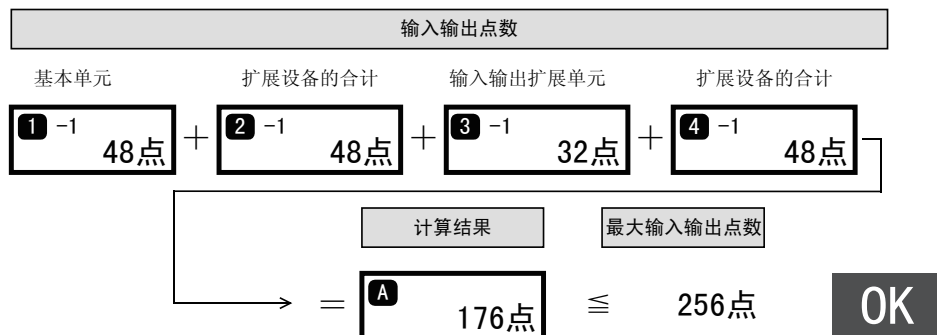 输入输出点数
基本单元 扩展设备的合计 输入输出扩展单元 扩展设备的合计
1 -1 2 -1 3 -1 4 -1
48点 + 48点 + 32点 + 48点
计算结果 最大输入输出点数
A
= 176点 ≦ 256点 OK